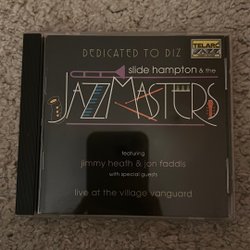 DEDICATED TO DIZ
TELARC
JAZZ
slide hampton & the
JAZZMASTERS
featuring
jimmy heath & jon faddis
with special guests
live at the village vanguard